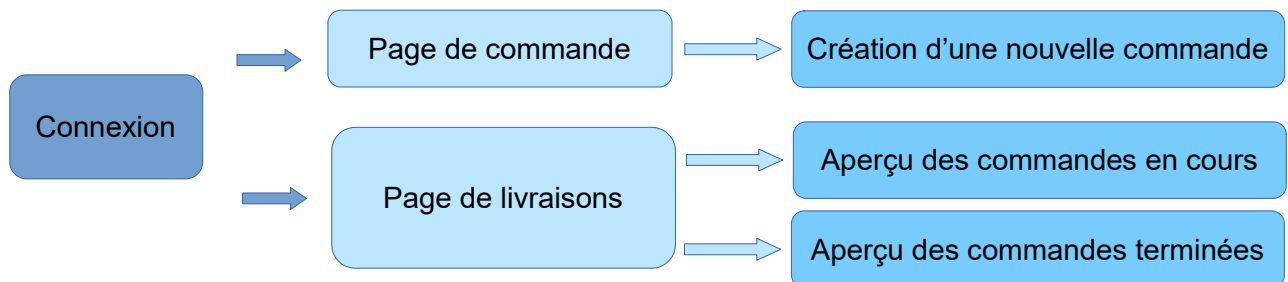 Page de commande
Création d'une nouvelle commande
Connexion
Aperçu des commandes en cours
Page de livraisons
Aperçu des commandes terminées